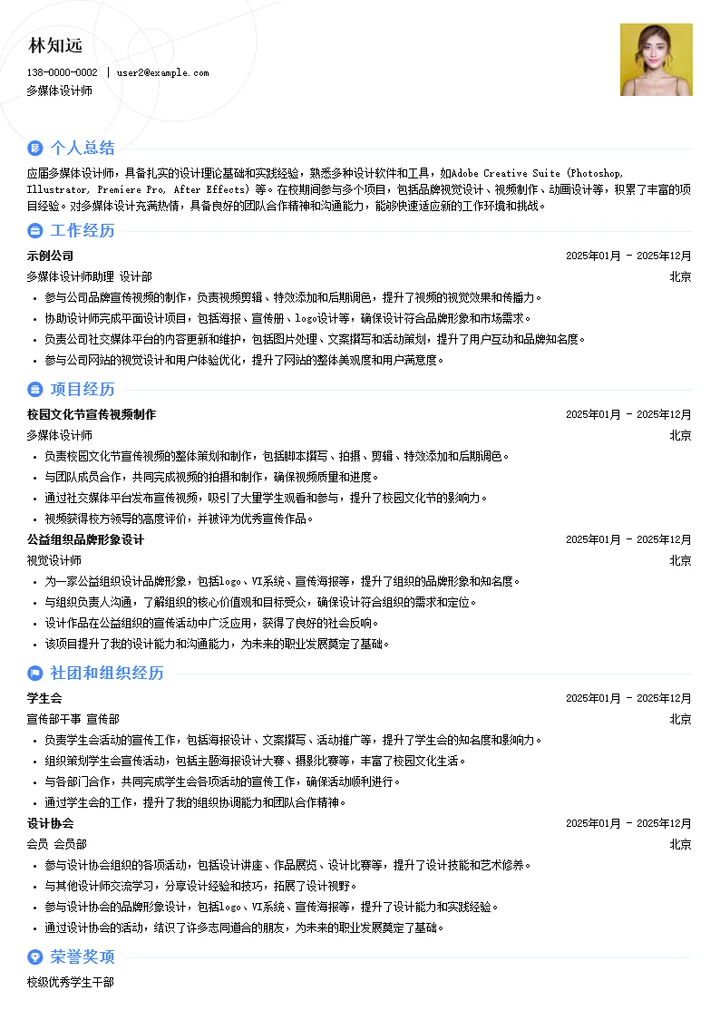 林知远
138-0000-0002 | user2@example.com
多媒体设计师
个人总结
应届多媒体设计师，具备扎实的设计理论基础和实践经验，熟悉多种设计软件和工具，如Adobe Creative Suite (Photoshop,
Illustrator, Premiere Pro, After Effects) 等。在校期间参与多个项目，包括品牌视觉设计、视频制作、动画设计等，积累了丰富的项
目经验。对多媒体设计充满热情，具备良好的团队合作精神和沟通能力，能够快速适应新的工作环境和挑战。
工作经历
示创公司 2025年01月 - 2025年12月
多媒体设计师助理 设计部 北京
• 参与公司品牌宣传视频的制作，负责视频剪辑、特效添加和后期调色，提升了视频的视觉效果和传播力。
• 协助设计师完成平面设计项目，包括海报、宣传册、logo设计等，确保设计符合品牌形象和市场需求。
• 负责公司社交媒体平台的内容更新和维护，包括图片处理、文案撰写和活动策划，提升了用户互动和品牌知名度。
• 参与公司网站的视觉设计和用户体验优化，提升了网站的整体美观度和用户满意度。
项目经历
校园文化节宣传视频制作 2025年01月 - 2025年12月
多媒体设计师 北京
• 负责校园文化节宣传视频的整体策划和制作，包括脚本撰写、拍摄、剪辑、特效添加和后期调色。
• 与团队成员合作，共同完成视频的拍摄和制作，确保视频质量和进度。
• 通过社交媒体平台发布宣传视频，吸引了大量学生观看和参与，提升了校园文化节的影响力。
• 视频获得校方领导的高度评价，并被评为优秀宣传作品。
公益组织品牌形象设计 2025年01月 - 2025年12月
视觉设计师 北京
• 为一家公益组织设计品牌形象，包括logo、VI系统、宣传海报等，提升了组织的品牌形象和知名度。
• 与组织负责人沟通，了解组织的核心价值观和目标受众，确保设计符合组织的需求和定位。
• 设计作品在公益组织的宣传活动中广泛应用，获得了良好的社会反响。
• 该项目提升了我的设计能力和沟通能力，为未来的职业发展奠定了基础。
社团和组织经历
学生会 2025年01月 - 2025年12月
宣传部干事 宣传部 北京
• 负责学生会活动的宣传工作，包括海报设计、文案撰写、活动推广等，提升了学生会的知名度和影响力。
• 组织策划学生会宣传活动，包括主题海报设计大赛、摄影比赛等，丰富了校园文化生活。
• 与各部门合作，共同完成学生会各项活动的宣传工作，确保活动顺利进行。
• 通过学生会的工作，提升了我的组织协调能力和团队合作精神。
设计协会 2025年01月 - 2025年12月
会员 会员部 北京
• 参与设计协会组织的各项活动，包括设计讲座、作品展览、设计比赛等，提升了设计技能和艺术修养。
• 与其他设计师交流学习，分享设计经验和技巧，拓展了设计视野。
• 参与设计协会的品牌形象设计，包括logo、VI系统、宣传海报等，提升了设计能力和实践经验。
• 通过设计协会的活动，结识了许多志同道合的朋友，为未来的职业发展奠定了基础。
荣誉奖项
校级优秀学生干部